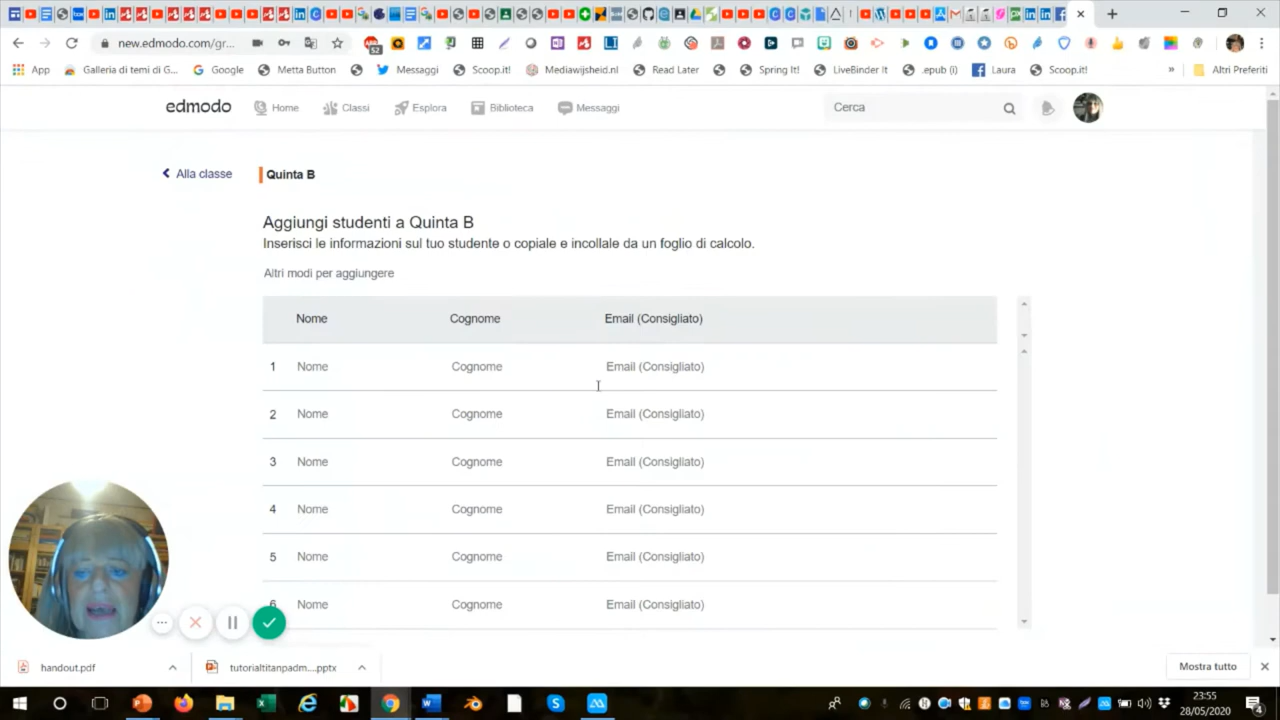 new.edmodo.com/gr...
52
App
Galleria di temi di G...
Google
Metta Button
Messaggi
Scoop.it!
Mediawijsheid.nl
Read Later
Spring It!
LiveBinder It
.epub (i)
Laura
Scoop.it!
»
Altri Preferiti
edmodo
Home
Classi
Esplora
Biblioteca
Messaggi
Cerca
Alla classe
Quinta B
Aggiungi studenti a Quinta B
Inserisci le informazioni sul tuo studente o copiale e incollale da un foglio di calcolo.
Altri modi per aggiungere
Nome Cognome Email (Consigliato)
1 Nome Cognome Email (Consigliato)
2 Nome Cognome Email (Consigliato)
3 Nome Cognome Email (Consigliato)
4 Nome Cognome Email (Consigliato)
5 Nome Cognome Email (Consigliato)
6 Nome Cognome Email (Consigliato)
handout.pdf
tutorialtitanpadm....pptx
Mostra tutto
23:55
28/05/2020
4